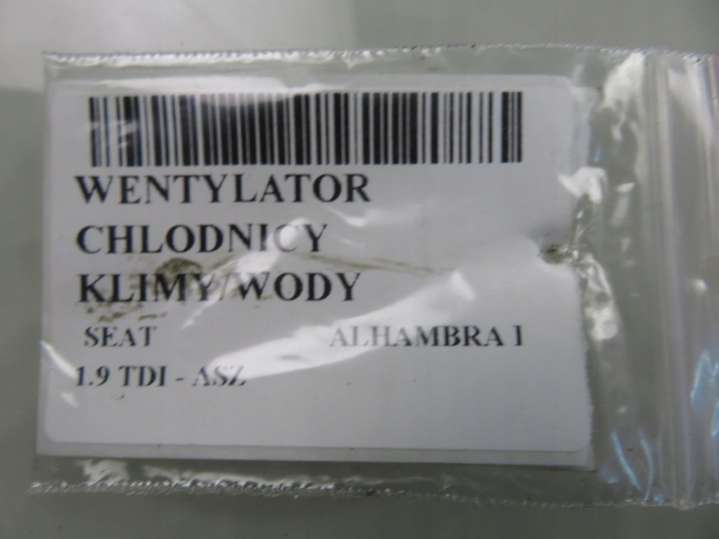 WENTYLATOR
CHLODNICY
KLIMY/WODY
SEAT ALHAMBRA I
1.9 TDI - ASZ